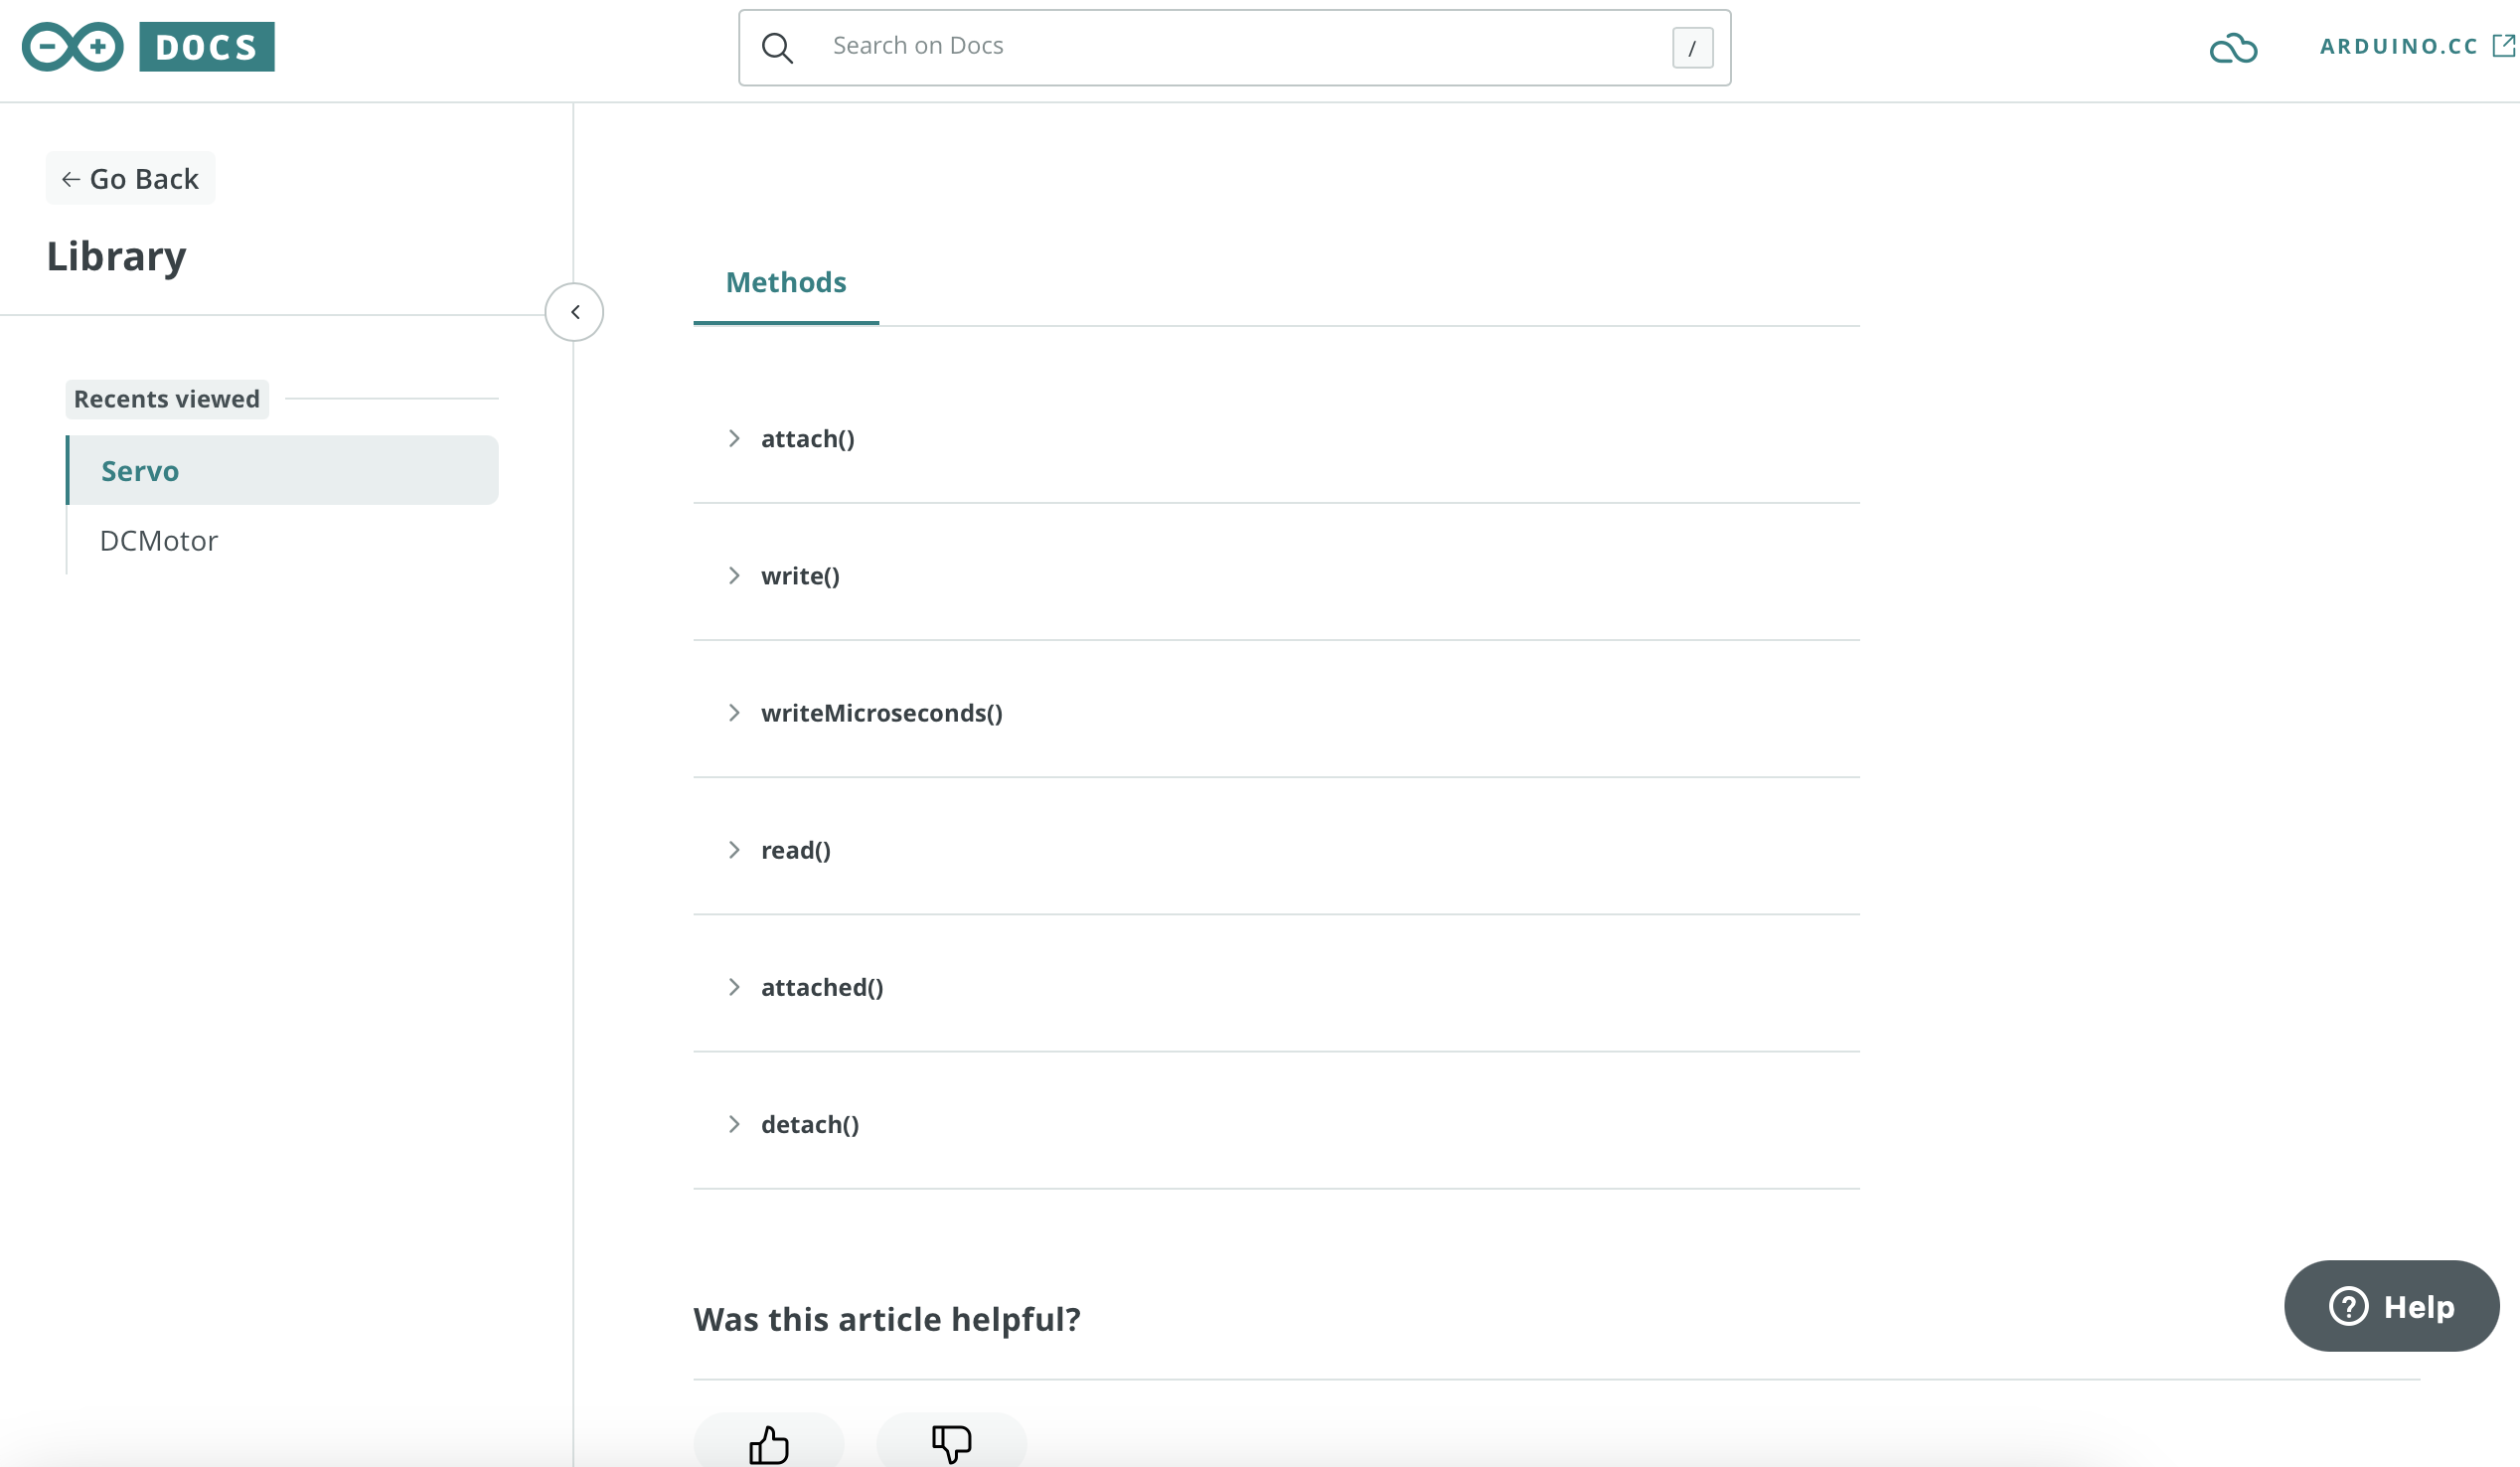 DOCS
Search on Docs
/
ARDUINO.CC
Go Back
Library
Recents viewed
Servo
DCMotor
Methods
attach()
write()
writeMicroseconds()
read()
attached()
detach()
Was this article helpful?
Help